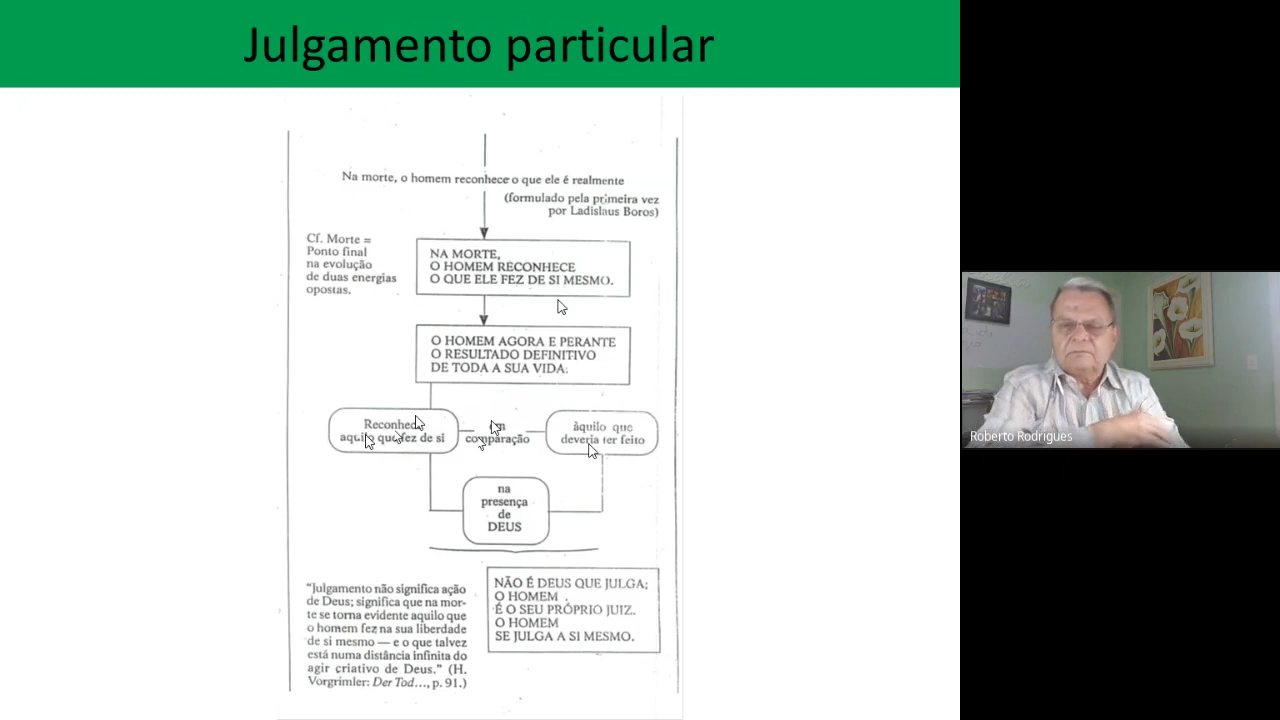 Julgamento particular
Na morte, o homem reconhece o que ele é realmente
(formulado pela primeira vez
por Ladislaus Boros)
Cf. Morte =
Ponto final
na evolução
de duas energias
opostas.
NA MORTE,
O HOMEM RECONHECE
O QUE ELE FEZ DE SI MESMO.
O HOMEM AGORA E PERANTE
O RESULTADO DEFINITIVO
DE TODA A SUA VIDA.
aquilo que fez de si
comparação
àquilo que
deveria ter feito
na
presença
de
DEUS
"Julgamento não significa ação
de Deus; significa que na mor-
te se torna evidente aquilo que
o homem fez na sua liberdade
de si mesmo — e o que talvez
está numa distância infinita do
agir criativo de Deus." (H.
Vorgrimler: Der Tod..., p. 91.)
NÃO É DEUS QUE JULGA;
O HOMEM
É O SEU PRÓPRIO JUIZ.
O HOMEM
SE JULGA A SI MESMO.
Roberto Rodrigues